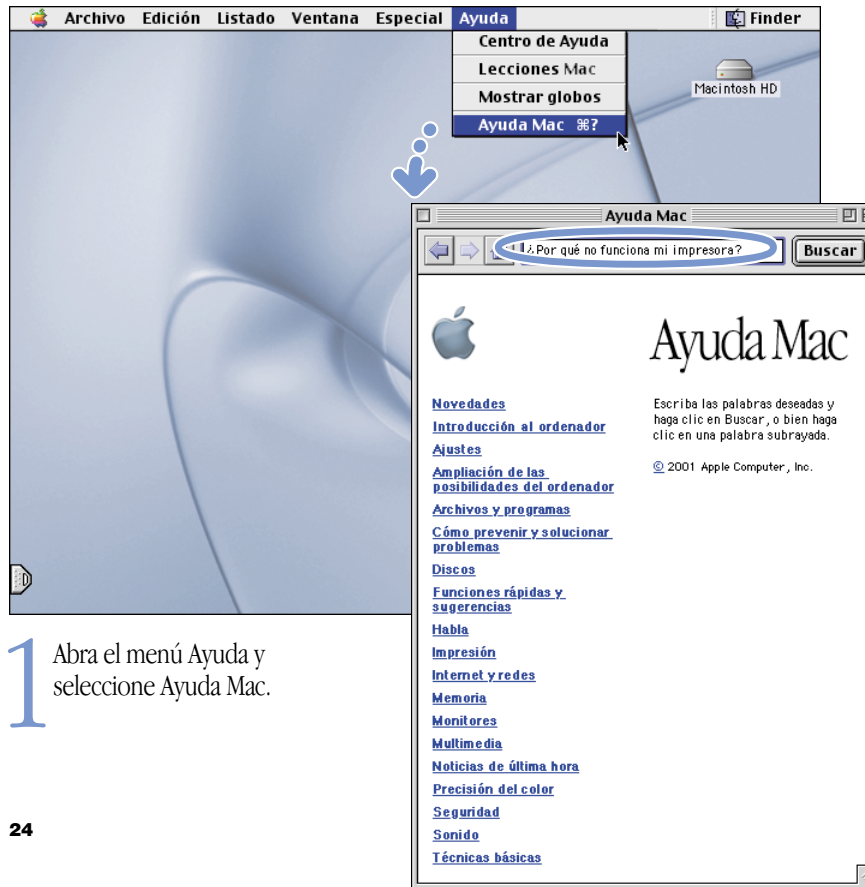 Archivo Edición Listado Ventana Especial Ayuda Finder
Centro de Ayuda
Lecciones Mac
Mostrar globos
Ayuda Mac ⌘?
Macintosh HD
Ayuda Mac
¿Por qué no funciona mi impresora? Buscar
Ayuda Mac
Escriba las palabras deseadas y
haga clic en Buscar, o bien haga
clic en una palabra subrayada.
© 2001 Apple Computer, Inc.
Novedades
Introducción al ordenador
Ajustes
Ampliación de las
posibilidades del ordenador
Archivos y programas
Cómo prevenir y solucionar
problemas
Discos
Funciones rápidas y
sugerencias
Habla
Impresión
Internet y redes
Memoria
Monitores
Multimedia
Noticias de última hora
Precisión del color
Seguridad
Sonido
Técnicas básicas
1 Abra el menú Ayuda y
seleccione Ayuda Mac.
24